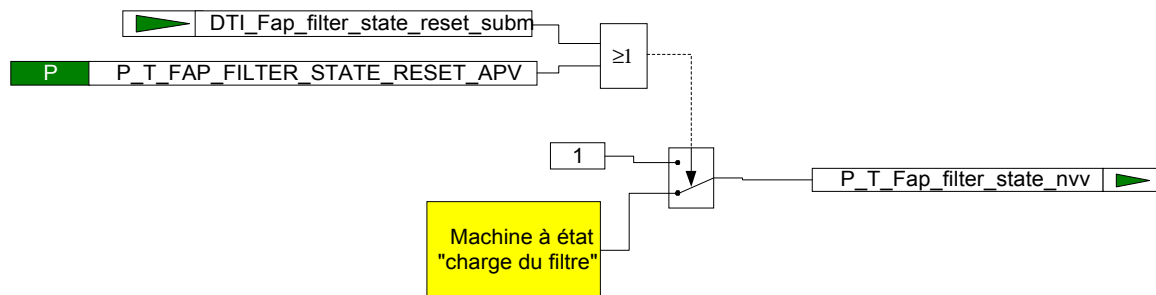 DTI_Fap_filter_state_reset_subm
P P_T_FAP_FILTER_STATE_RESET_APV
≥1
1
P_T_Fap_filter_state_nvv
Machine à état
"charge du filtre"